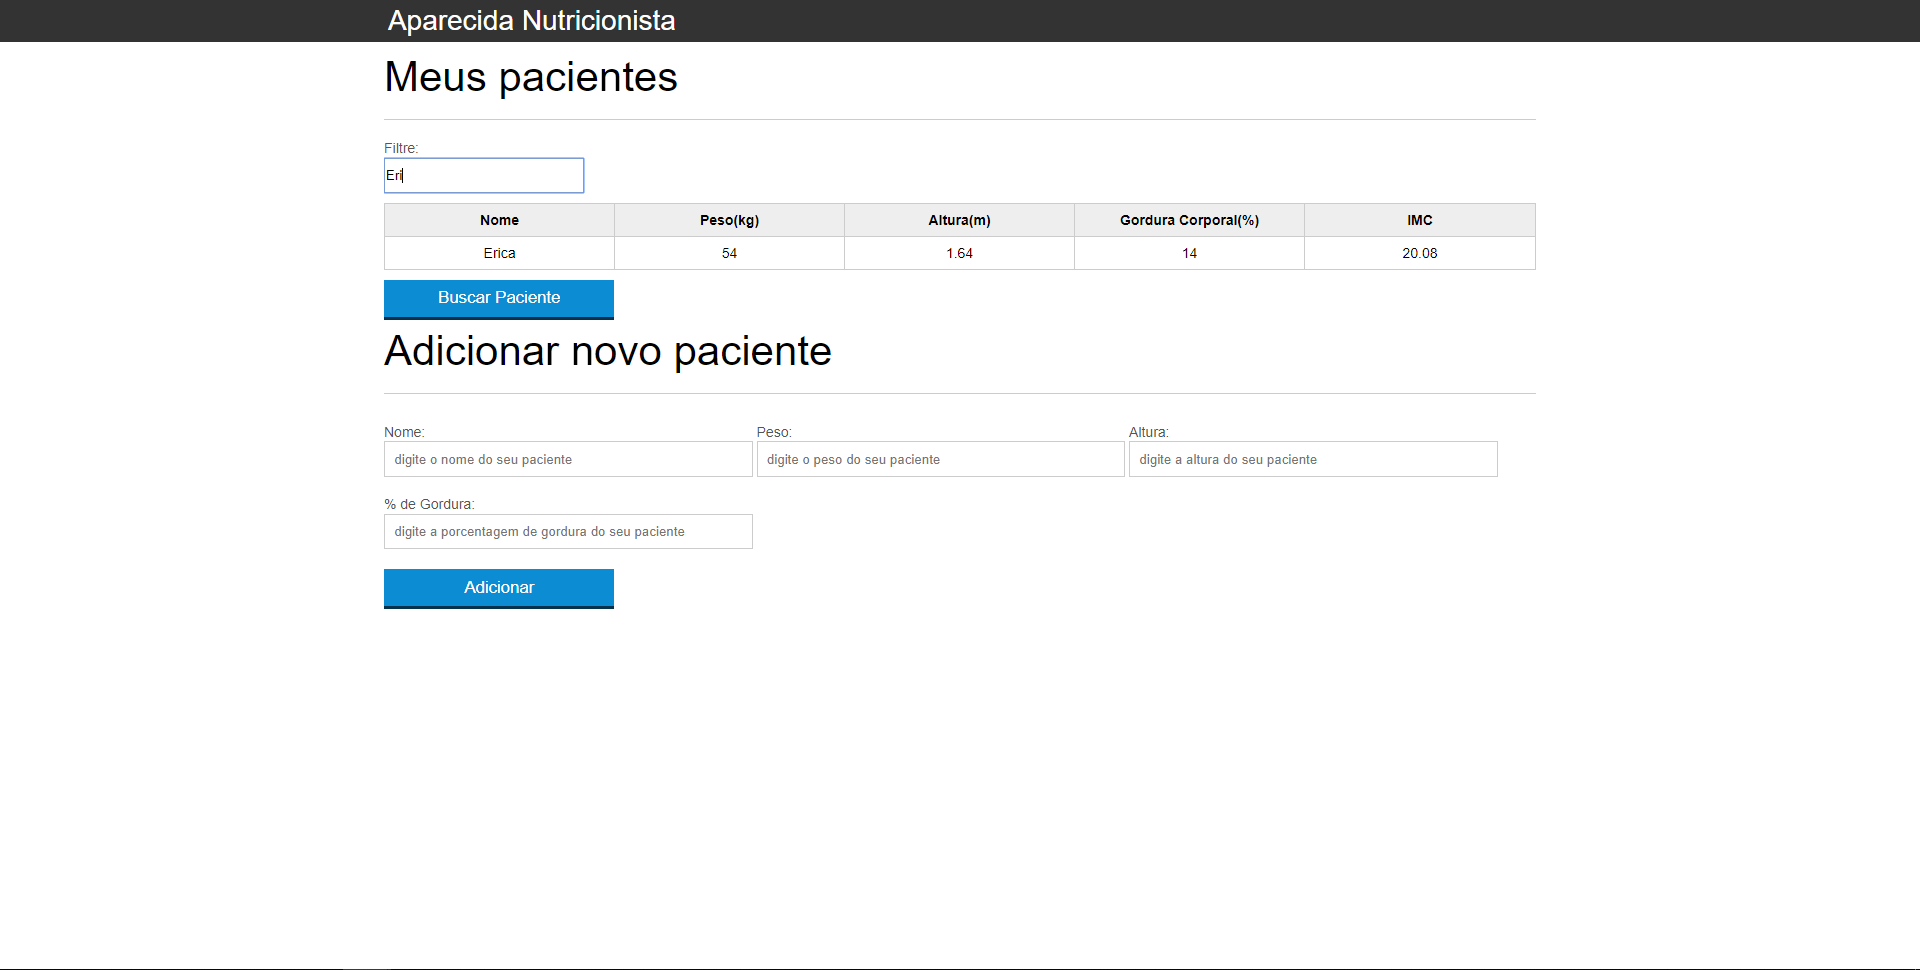 Aparecida Nutricionista
Meus pacientes
Filtre:
Eri
Nome Peso(kg) Altura(m) Gordura Corporal(%) IMC
Erica 54 1.64 14 20.08
Buscar Paciente
Adicionar novo paciente
Nome: Peso: Altura:
digite o nome do seu paciente digite o peso do seu paciente digite a altura do seu paciente
% de Gordura:
digite a porcentagem de gordura do seu paciente
Adicionar